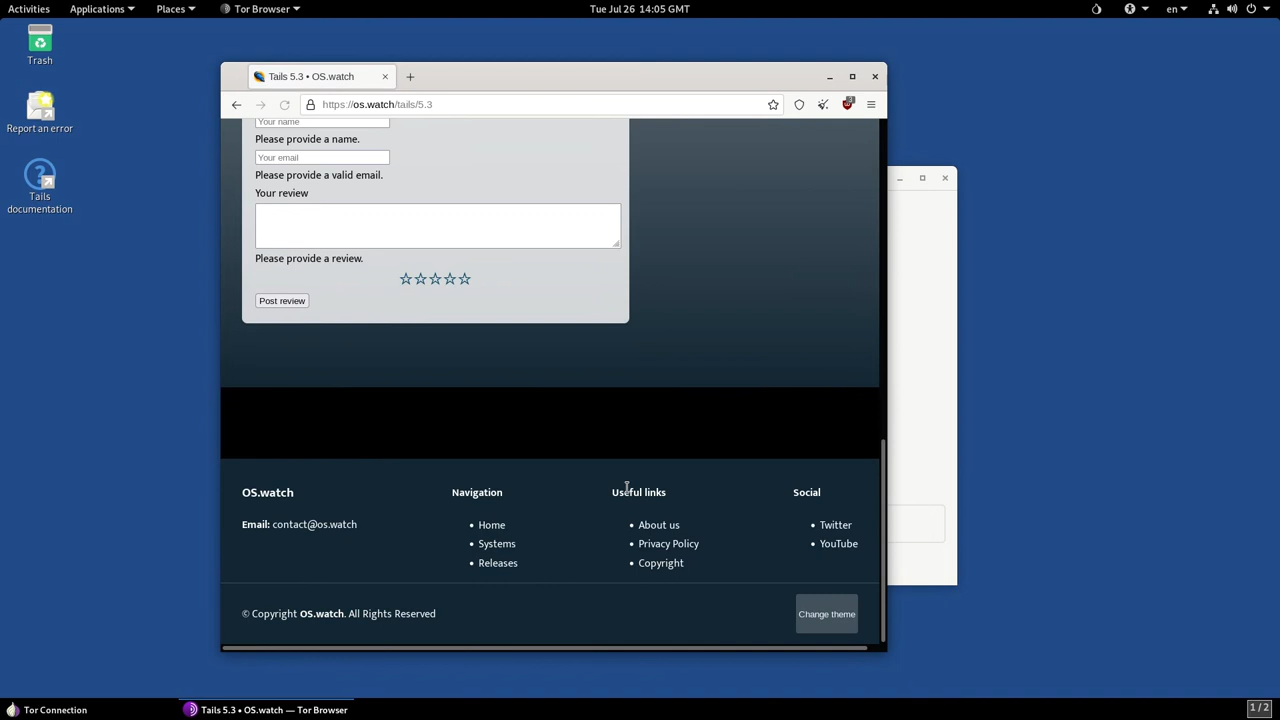 Activities
Applications
Places
Tor Browser
Tue Jul 26 14:05 GMT
en
Trash
Report an error
Tails
documentation
Tails 5.3 • OS.watch
https://os.watch/tails/5.3
3
Your name
Please provide a name.
Your email
Please provide a valid email.
Your review
Please provide a review.
Post review
OS.watch
Email: contact@os.watch
Navigation
Home
Systems
Releases
Useful links
About us
Privacy Policy
Copyright
Social
Twitter
YouTube
© Copyright OS.watch. All Rights Reserved
Change theme
Tor Connection
Tails 5.3 • OS.watch — Tor Browser
1 / 2